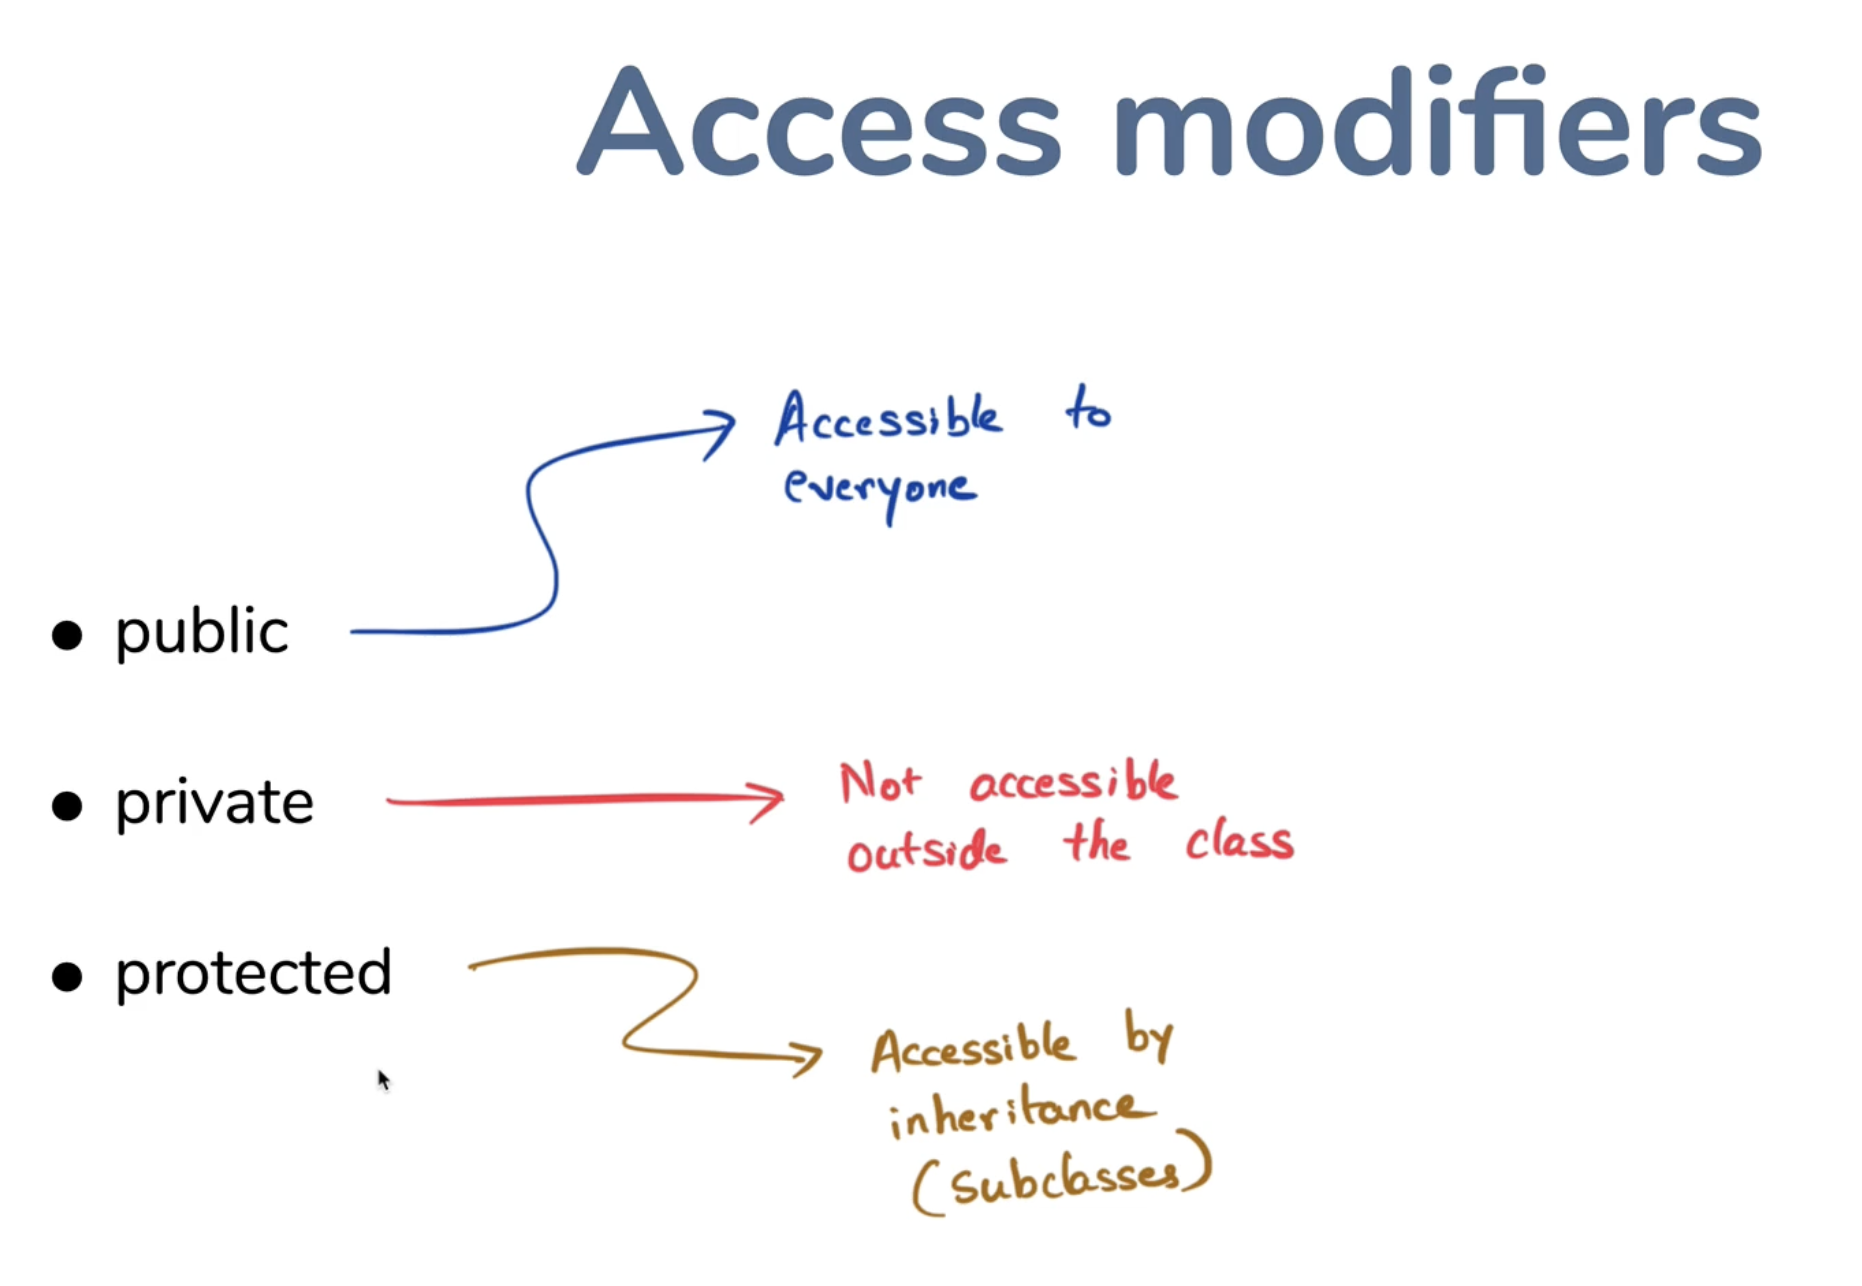 Access modifiers
Accessible to
everyone
• public
• private
Not accessible
outside the class
• protected
Accessible by
inheritance
(subclasses)